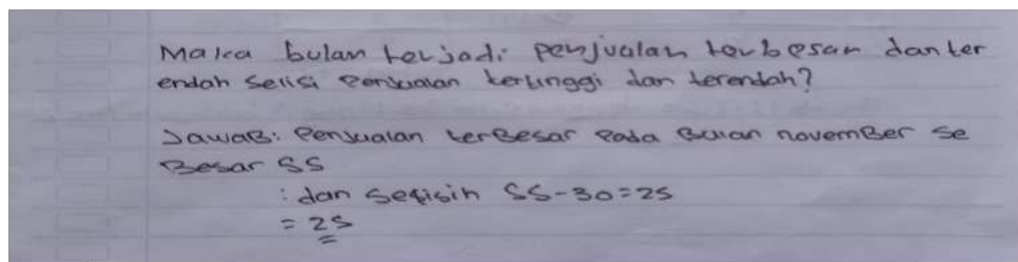 Maka bulan terjadi penjualan terbesar dan ter
endah selisi Penjualan tertinggi dan terendah?
Jawab: Penjualan terBesar Pada Bulan november se
Besar 55
: dan selisih 55-30=25
= 25